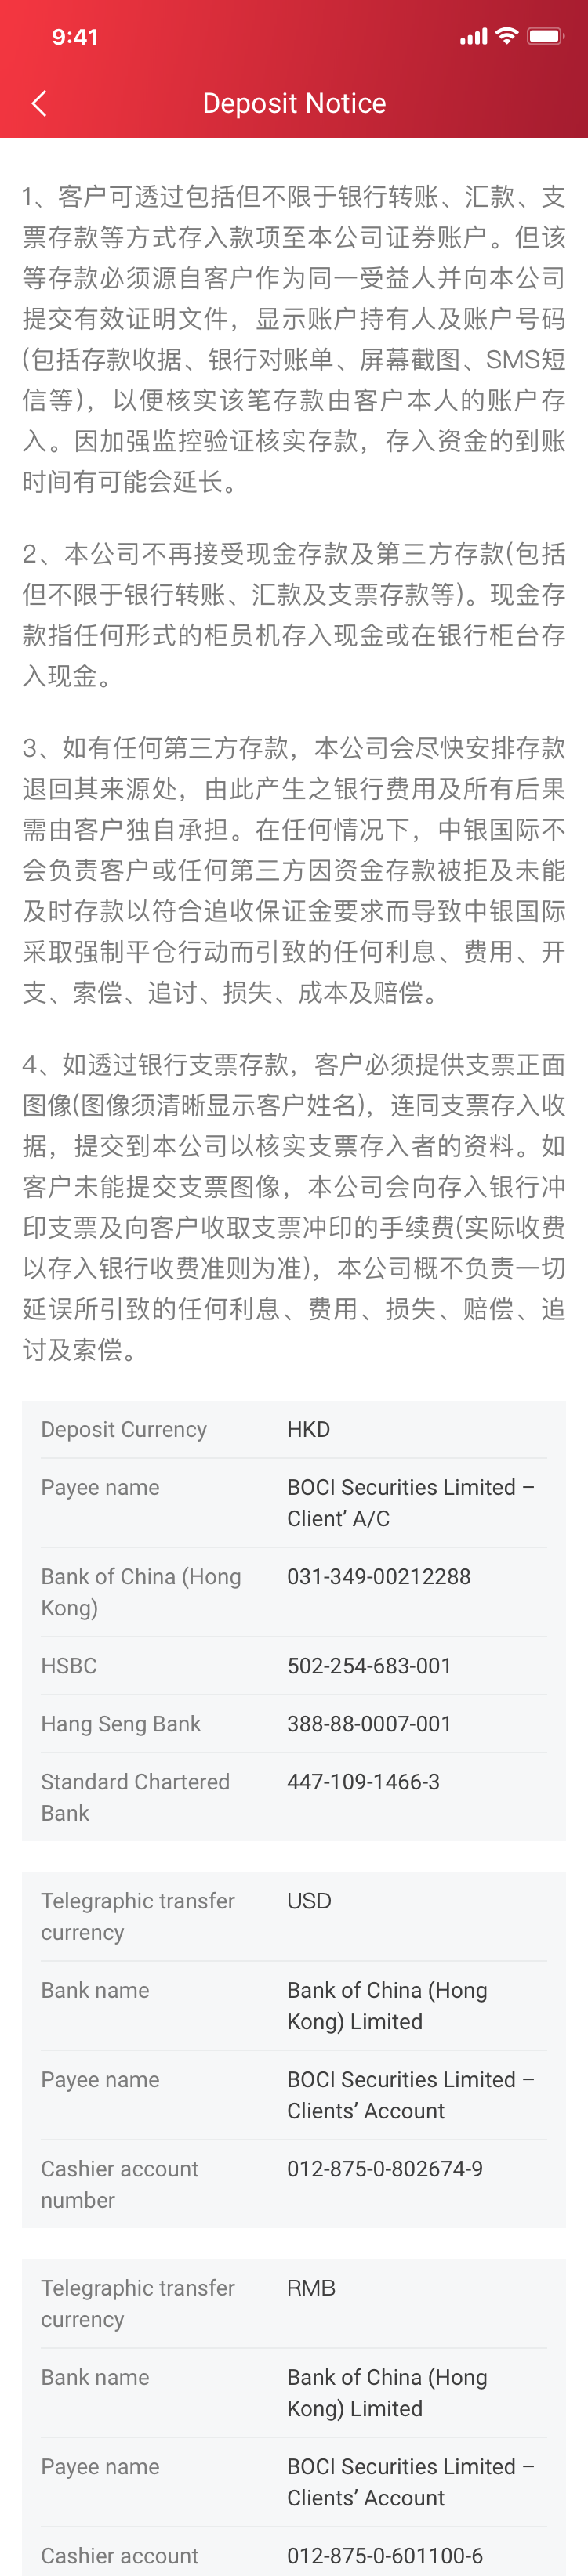 9:41
Deposit Notice
1、客户可透过包括但不限于银行转账、汇款、支
票存款等方式存入款项至本公司证券账户。但该
等存款必须源自客户作为同一受益人并向本公司
提交有效证明文件，显示账户持有人及账户号码
(包括存款收据、银行对账单、屏幕截图、SMS短
信等)，以便核实该笔存款由客户本人的账户存
入。因加强监控验证核实存款，存入资金的到账
时间有可能会延长。
2、本公司不再接受现金存款及第三方存款(包括
但不限于银行转账、汇款及支票存款等)。现金存
款指任何形式的柜员机存入现金或在银行柜台存
入现金。
3、如有任何第三方存款，本公司会尽快安排存款
退回其来源处，由此产生之银行费用及所有后果
需由客户独自承担。在任何情况下，中银国际不
会负责客户或任何第三方因资金存款被拒及未能
及时存款以符合追收保证金要求而导致中银国际
采取强制平仓行动而引致的任何利息、费用、开
支、索偿、追讨、损失、成本及赔偿。
4、如透过银行支票存款，客户必须提供支票正面
图像(图像须清晰显示客户姓名)，连同支票存入收
据，提交到本公司以核实支票存入者的资料。如
客户未能提交支票图像，本公司会向存入银行冲
印支票及向客户收取支票冲印的手续费(实际收费
以存入银行收费准则为准)，本公司概不负责一切
延误所引致的任何利息、费用、损失、赔偿、追
讨及索偿。
Deposit Currency HKD
Payee name BOCI Securities Limited –
Client’ A/C
Bank of China (Hong 031-349-00212288
Kong)
HSBC 502-254-683-001
Hang Seng Bank 388-88-0007-001
Standard Chartered 447-109-1466-3
Bank
Telegraphic transfer USD
currency
Bank name Bank of China (Hong
Kong) Limited
Payee name BOCI Securities Limited –
Clients’ Account
Cashier account 012-875-0-802674-9
number
Telegraphic transfer RMB
currency
Bank name Bank of China (Hong
Kong) Limited
Payee name BOCI Securities Limited –
Clients’ Account
Cashier account 012-875-0-601100-6